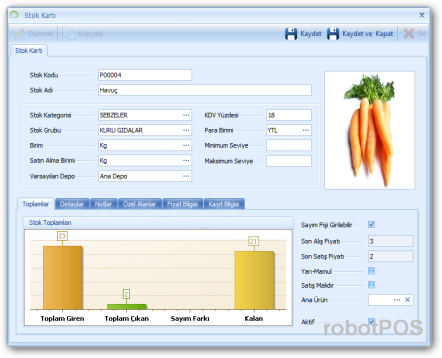 Stok Kartı
Düzenle Kopyala Kaydet Kaydet ve Kapat Sil
Stok Kartı
Stok Kodu P00004
Stok Adı Havuç
Stok Kategorisi SEBZELER ... KDV Yüzdesi 18
Stok Grubu KURU GIDALAR ... Para Birimi YTL ...
Birim Kg ... Minimum Seviye
Satın Alma Birimi Kg ... Maksimum Seviye
Varsayılan Depo Ana Depo ...
Toplamlar Detaylar Notlar Özel Alanlar Fiyat Bilgisi Kayıt Bilgisi
Stok Toplamları
Sayım Fişi Girilebilir
Son Alış Fiyatı 3
Son Satış Fiyatı 2
Yarı-Mamul
Satış Malıdır
Ana Ürün ...
Aktif
23
2
21
Toplam Giren Toplam Çıkan Sayım Farkı Kalan
robotPOS